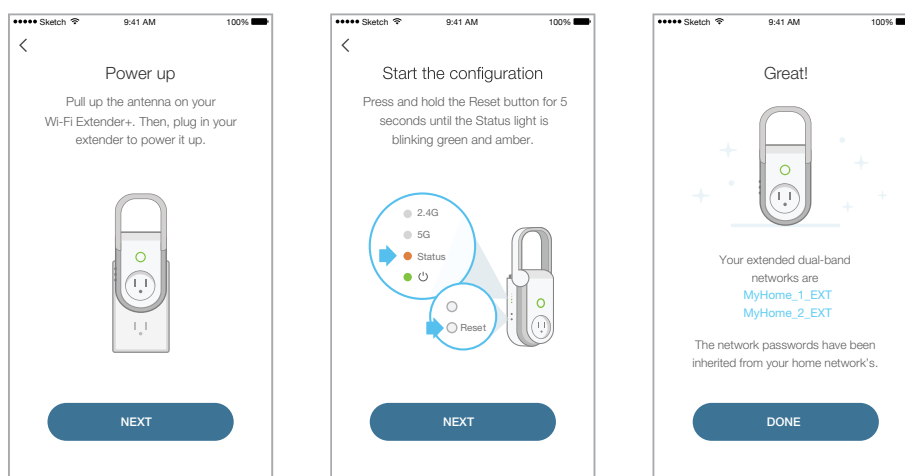 Sketch 9:41 AM 100%
Power up
Pull up the antenna on your
Wi-Fi Extender+. Then, plug in your
extender to power it up.
NEXT
Sketch 9:41 AM 100%
Start the configuration
Press and hold the Reset button for 5
seconds until the Status light is
blinking green and amber.
2.4G
5G
Status
Reset
NEXT
Sketch 9:41 AM 100%
Great!
Your extended dual-band
networks are
MyHome_1_EXT
MyHome_2_EXT
The network passwords have been
inherited from your home network's.
DONE